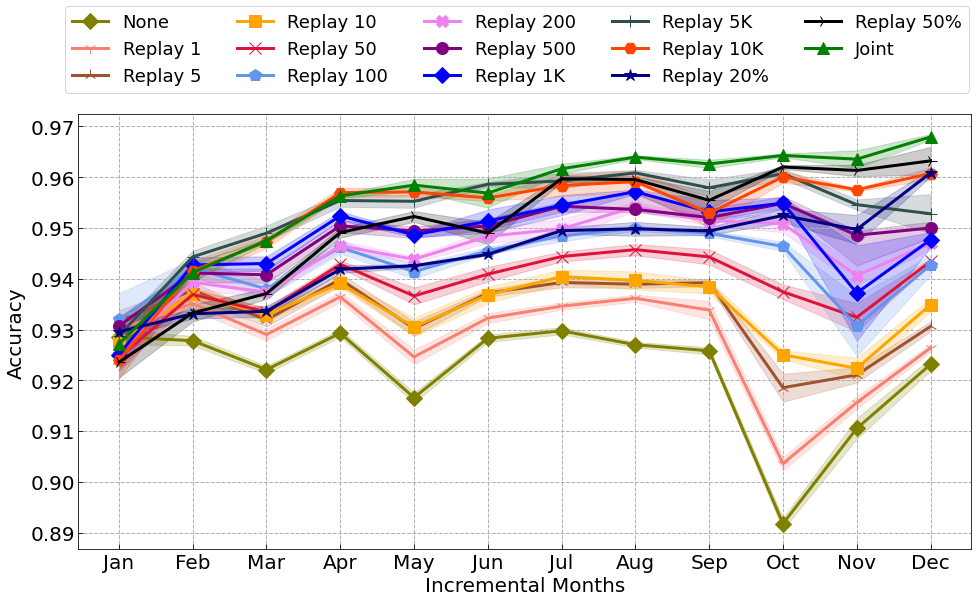 None Replay 10 Replay 200 Replay 5K Replay 50%
Replay 1 Replay 50 Replay 500 Replay 10K Joint
Replay 5 Replay 100 Replay 1K Replay 20%
0.97
0.96
0.95
0.94
0.93
0.92
0.91
0.90
0.89
Accuracy
Jan Feb Mar Apr May Jun Jul Aug Sep Oct Nov Dec
Incremental Months